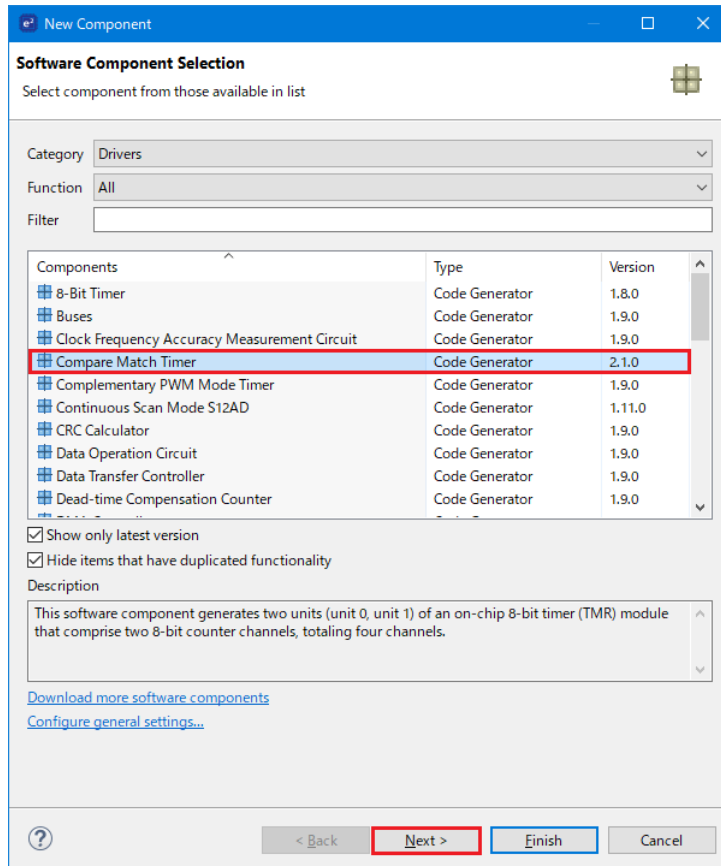 e² New Component
Software Component Selection
Select component from those available in list
Category Drivers
Function All
Filter
Components Type Version
8-Bit Timer Code Generator 1.8.0
Buses Code Generator 1.9.0
Clock Frequency Accuracy Measurement Circuit Code Generator 1.9.0
Compare Match Timer Code Generator 2.1.0
Complementary PWM Mode Timer Code Generator 1.9.0
Continuous Scan Mode S12AD Code Generator 1.11.0
CRC Calculator Code Generator 1.9.0
Data Operation Circuit Code Generator 1.9.0
Data Transfer Controller Code Generator 1.9.0
Dead-time Compensation Counter Code Generator 1.9.0
Show only latest version
Hide items that have duplicated functionality
Description
This software component generates two units (unit 0, unit 1) of an on-chip 8-bit timer (TMR) module
that comprise two 8-bit counter channels, totaling four channels.
Download more software components
Configure general settings...
? < Back Next > Finish Cancel